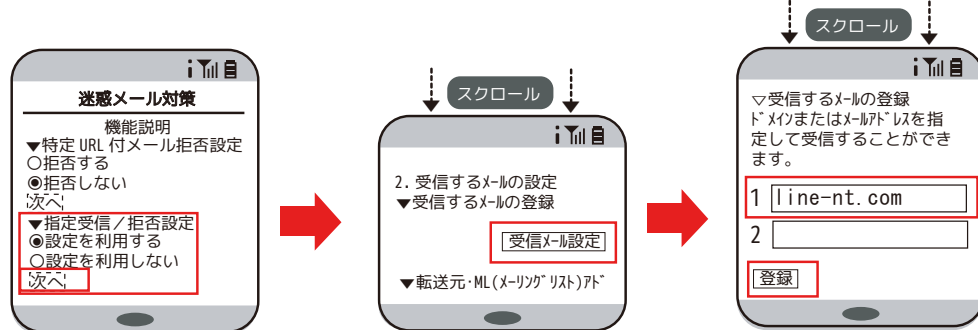 迷惑メール対策
機能説明
▼特定 URL 付メール拒否設定
○拒否する
◉拒否しない
次へ
▼指定受信／拒否設定
◉設定を利用する
○設定を利用しない
次へ
スクロール
2.受信するﾒｰﾙの設定
▼受信するﾒｰﾙの登録
受信ﾒｰﾙ設定
▼転送元･ML(ﾒｰﾘﾝｸﾞﾘｽﾄ)ｱﾄﾞ
スクロール
▽受信するﾒｰﾙの登録
ﾄﾞﾒｲﾝまたはﾒｰﾙｱﾄﾞﾚｽを指
定して受信することができ
ます。
1 line-nt.com
2
登録